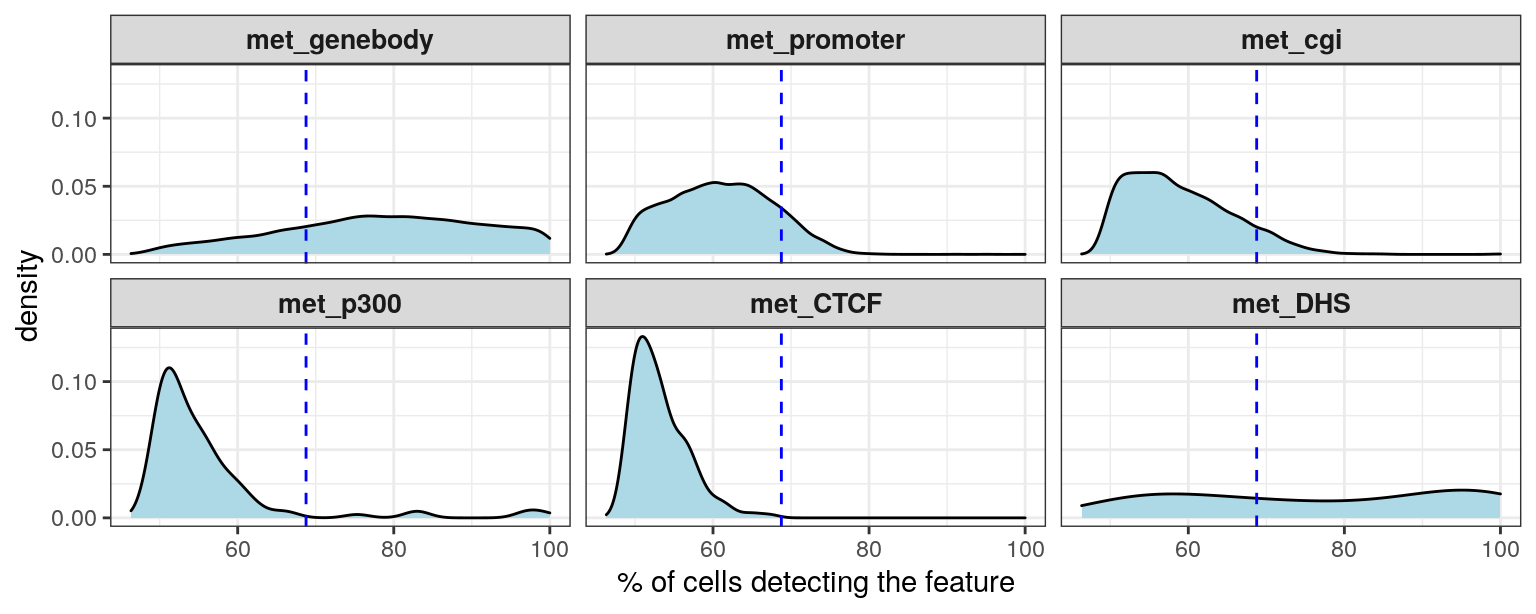 met_genebody met_promoter met_cgi
0.10
0.05
0.00
met_p300 met_CTCF met_DHS
0.10
0.05
0.00
density
60 80 100 60 80 100 60 80 100
% of cells detecting the feature